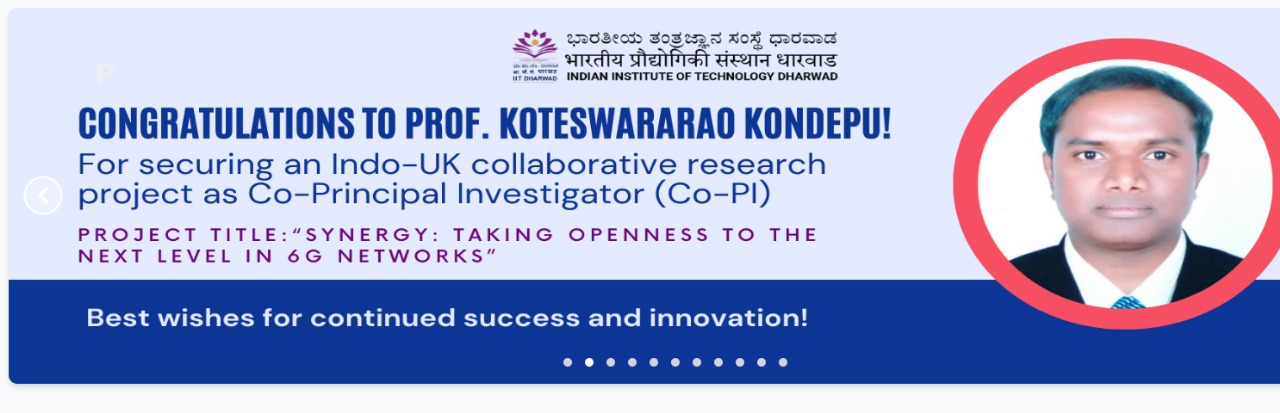 ಭಾರತೀಯ ತಂತ್ರಜ್ಞಾನ ಸಂಸ್ಥೆ ಧಾರವಾಡ
भारतीय प्रौद्योगिकी संस्थान धारवाड
INDIAN INSTITUTE OF TECHNOLOGY DHARWAD
IIT DHARWAD
P
CONGRATULATIONS TO PROF. KOTESWARARAO KONDEPU!
For securing an Indo-UK collaborative research
project as Co-Principal Investigator (Co-PI)
PROJECT TITLE:“SYNERGY: TAKING OPENNESS TO THE
NEXT LEVEL IN 6G NETWORKS”
Best wishes for continued success and innovation!